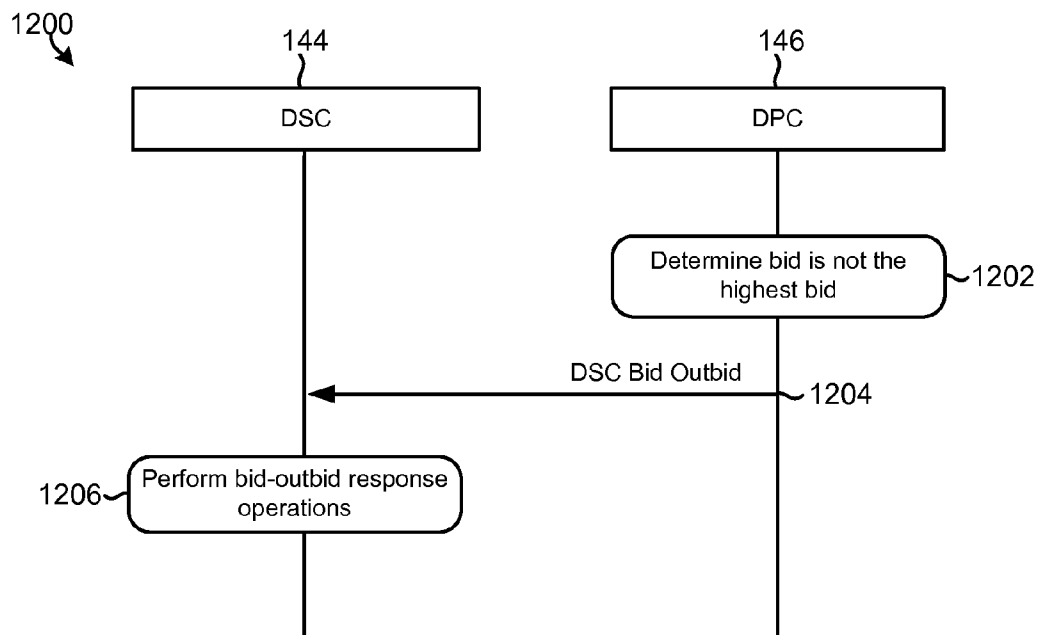 1200
144
146
DSC
DPC
Determine bid is not the
highest bid
1202
DSC Bid Outbid
1204
Perform bid-outbid response
operations
1206